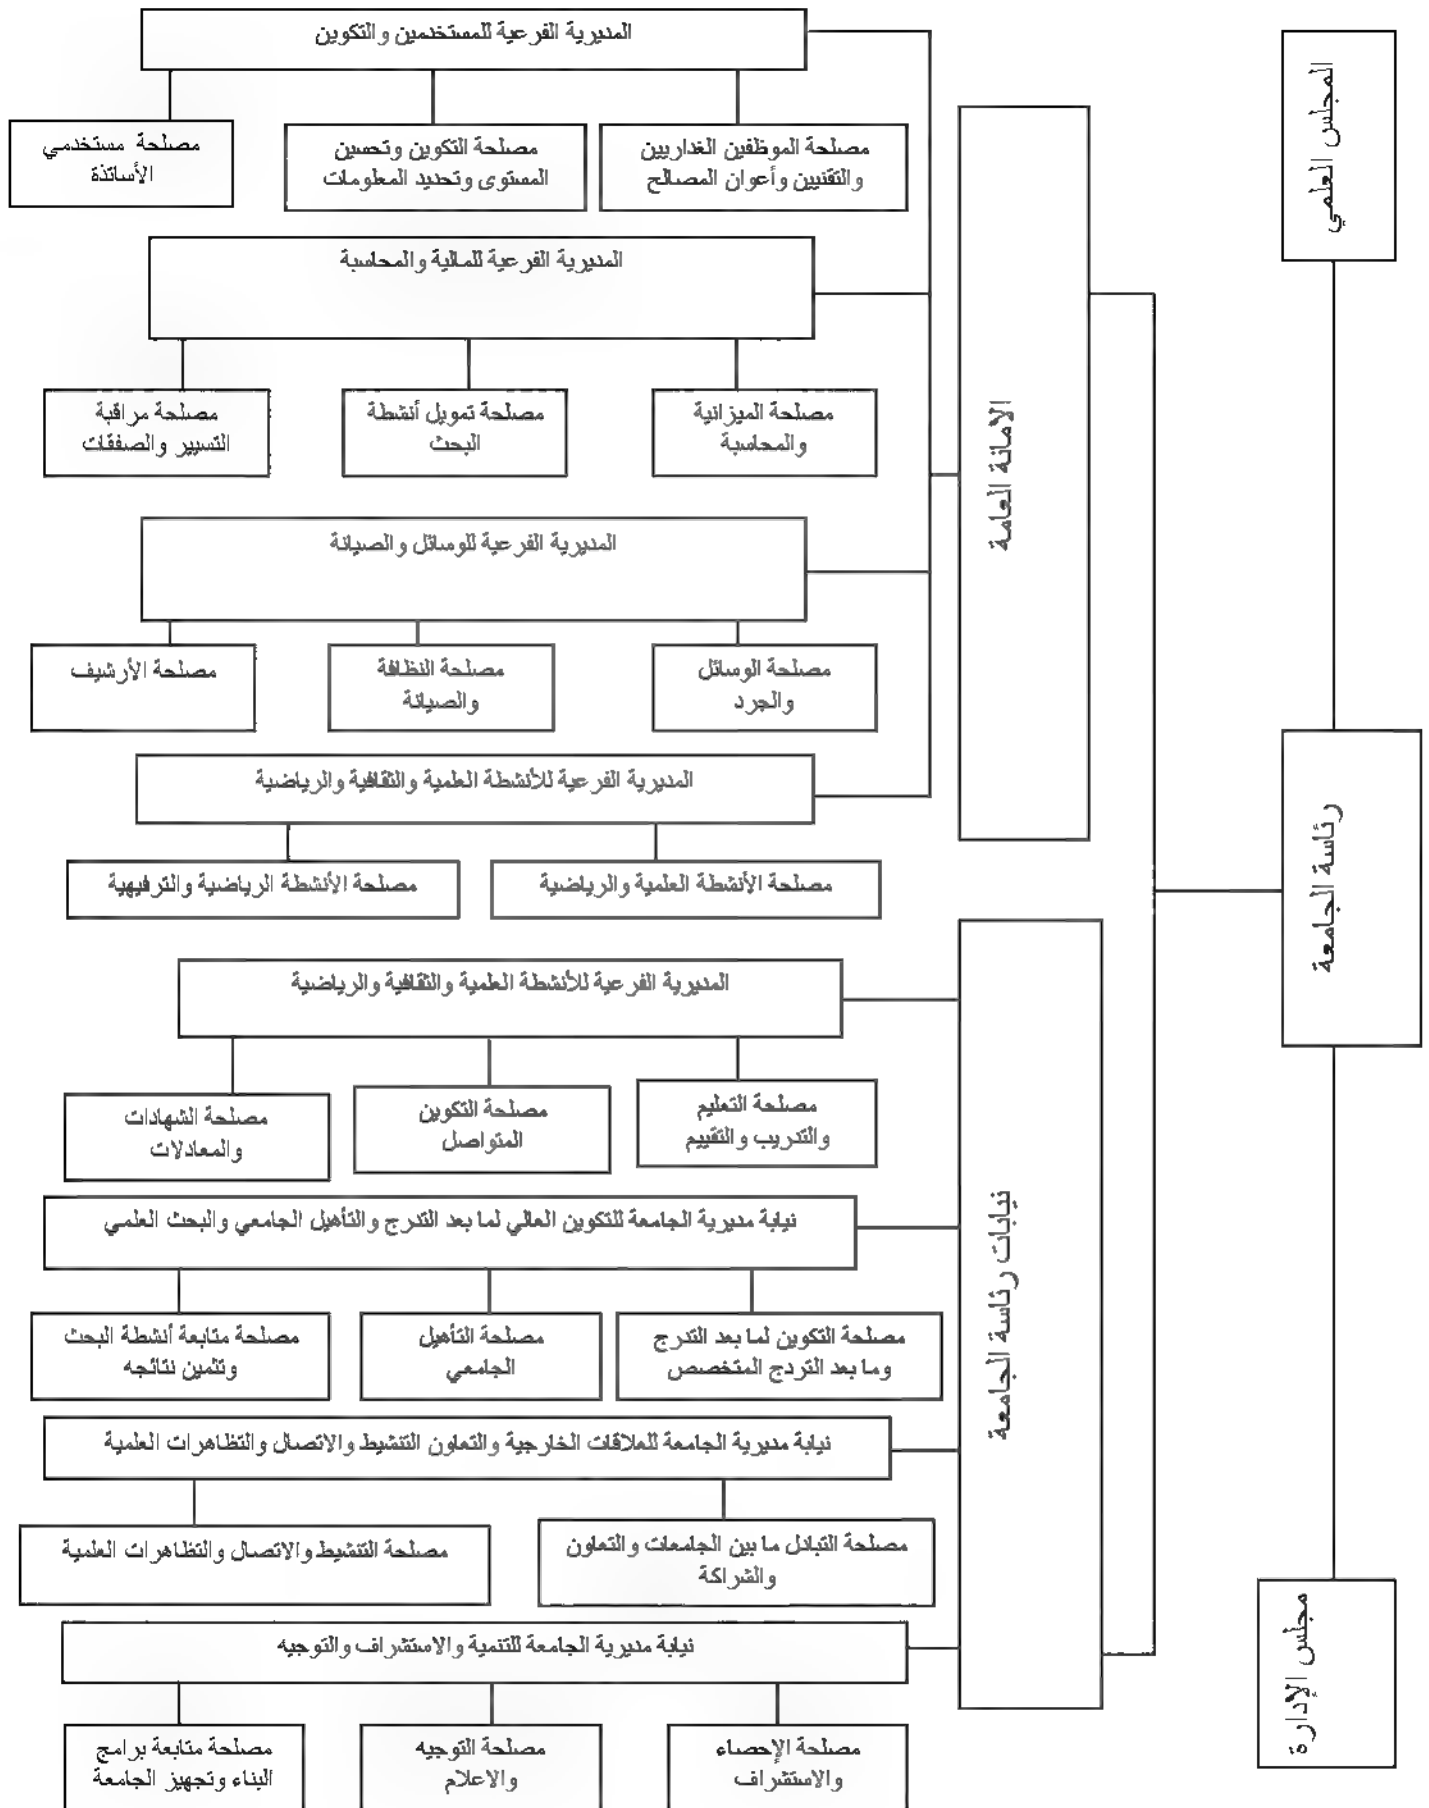 المديرية الفرعية للمستخدمين والتكوين
المجلس العلمي
مصلحة الموظفين الغداريين
والتقنيين وأعوان المصالح
مصلحة التكوين وتحسين
المستوى وتحديد المعلومات
مصلحة مستخدمي
الأساتذة
المديرية الفرعية للمالية والمحاسبة
مصلحة الميزانية
والمحاسبة
مصلحة تمويل أنشطة
البحث
مصلحة مراقبة
التسيير والصفقات
الامانة العامة
المديرية الفرعية للوسائل والصيانة
مصلحة الوسائل
والجرد
مصلحة النظافة
والصيانة
مصلحة الأرشيف
المديرية الفرعية للأنشطة العلمية والثقافية والرياضية
مصلحة الأنشطة العلمية والرياضية
مصلحة الأنشطة الرياضية والترفيهية
رئاسة الجامعة
المديرية الفرعية للأنشطة العلمية والثقافية والرياضية
مصلحة التعليم
والتدريب والتقييم
مصلحة التكوين
المتواصل
مصلحة الشهادات
والمعادلات
نيابات رئاسة الجامعة
نيابة مديرية الجامعة للتكوين العالي لما بعد التدرج والتأهيل الجامعي والبحث العلمي
مصلحة التكوين لما بعد التدرج
وما بعد التردج المتخصص
مصلحة التأهيل
الجامعي
مصلحة متابعة أنشطة البحث
وتثمين نتائجه
نيابة مديرية الجامعة للعلاقات الخارجية والتعاون التنشيط والاتصال والتظاهرات العلمية
مصلحة التبادل ما بين الجامعات والتعاون
والشراكة
مصلحة التنشيط والاتصال والتظاهرات العلمية
مجلس الإدارة
نيابة مديرية الجامعة للتنمية والاستشراف والتوجيه
مصلحة الإحصاء
والاستشراف
مصلحة التوجيه
والاعلام
مصلحة متابعة برامج
البناء وتجهيز الجامعة